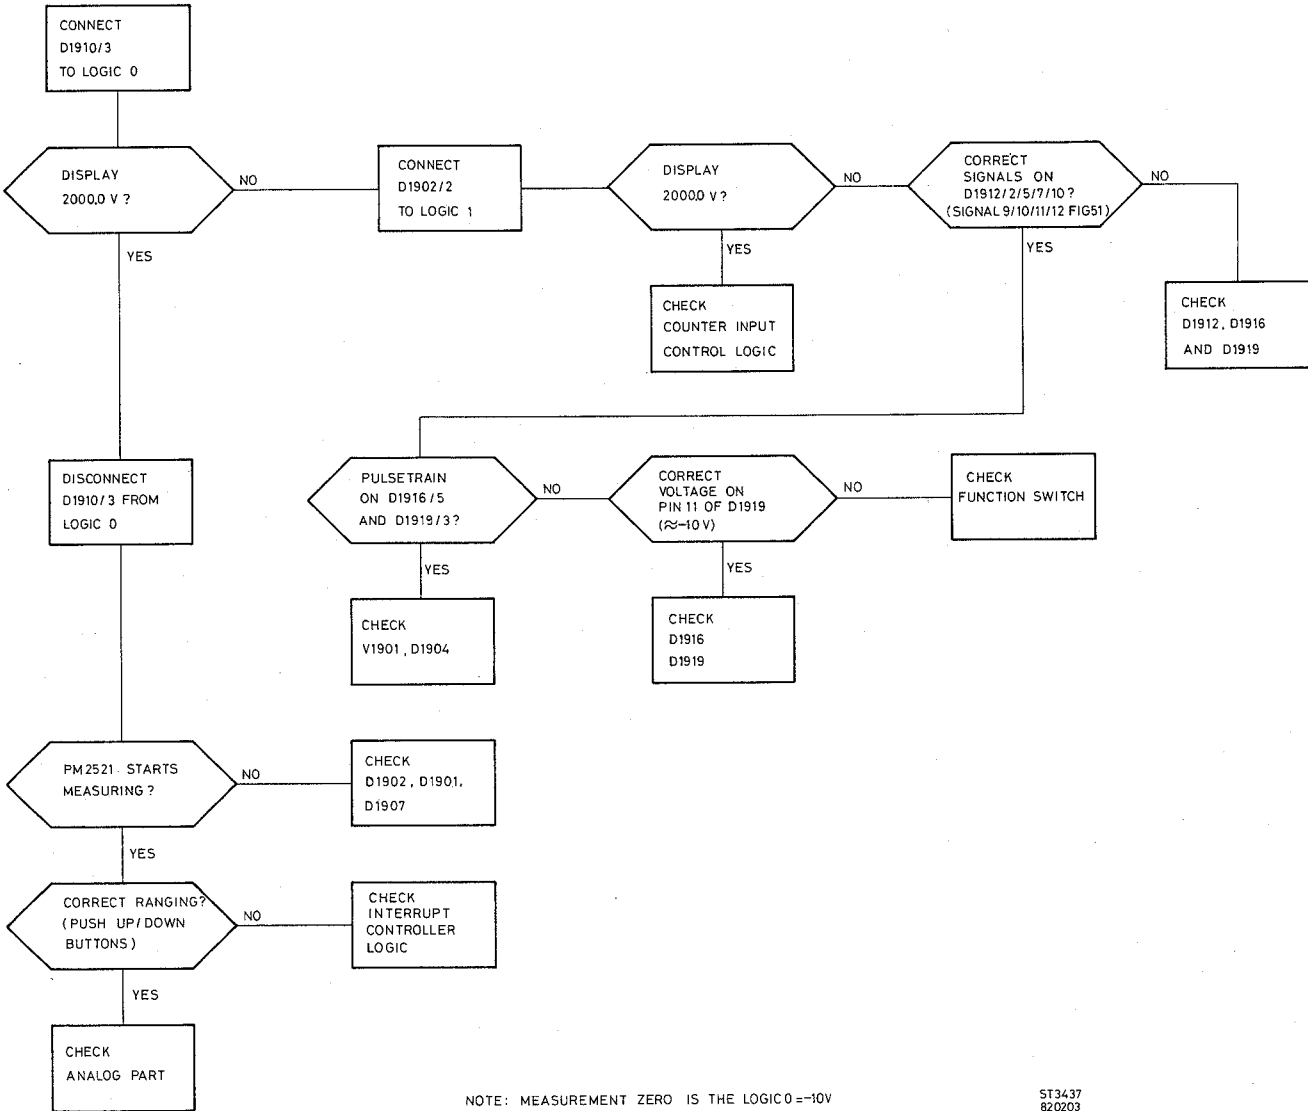 CONNECT
D1910/3
TO LOGIC 0
DISPLAY
2000.0 V ?
NO
YES
CONNECT
D1902/2
TO LOGIC 1
DISPLAY
2000.0 V ?
NO
YES
CORRECT
SIGNALS ON
D1912/2/5/7/10 ?
(SIGNAL 9/10/11/12 FIG51)
NO
YES
CHECK
COUNTER INPUT
CONTROL LOGIC
CHECK
D1912, D1916
AND D1919
DISCONNECT
D1910/3 FROM
LOGIC 0
PULSETRAIN
ON D1916/5
AND D1919/3?
NO
YES
CORRECT
VOLTAGE ON
PIN 11 OF D1919
(≈-10 V)
NO
YES
CHECK
FUNCTION SWITCH
CHECK
V1901, D1904
CHECK
D1916
D1919
PM2521 STARTS
MEASURING ?
NO
YES
CHECK
D1902, D1901,
D1907
CORRECT RANGING?
(PUSH UP/DOWN
BUTTONS)
NO
YES
CHECK
INTERRUPT
CONTROLLER
LOGIC
CHECK
ANALOG PART
NOTE: MEASUREMENT ZERO IS THE LOGIC 0 =-10V
ST3437
820203